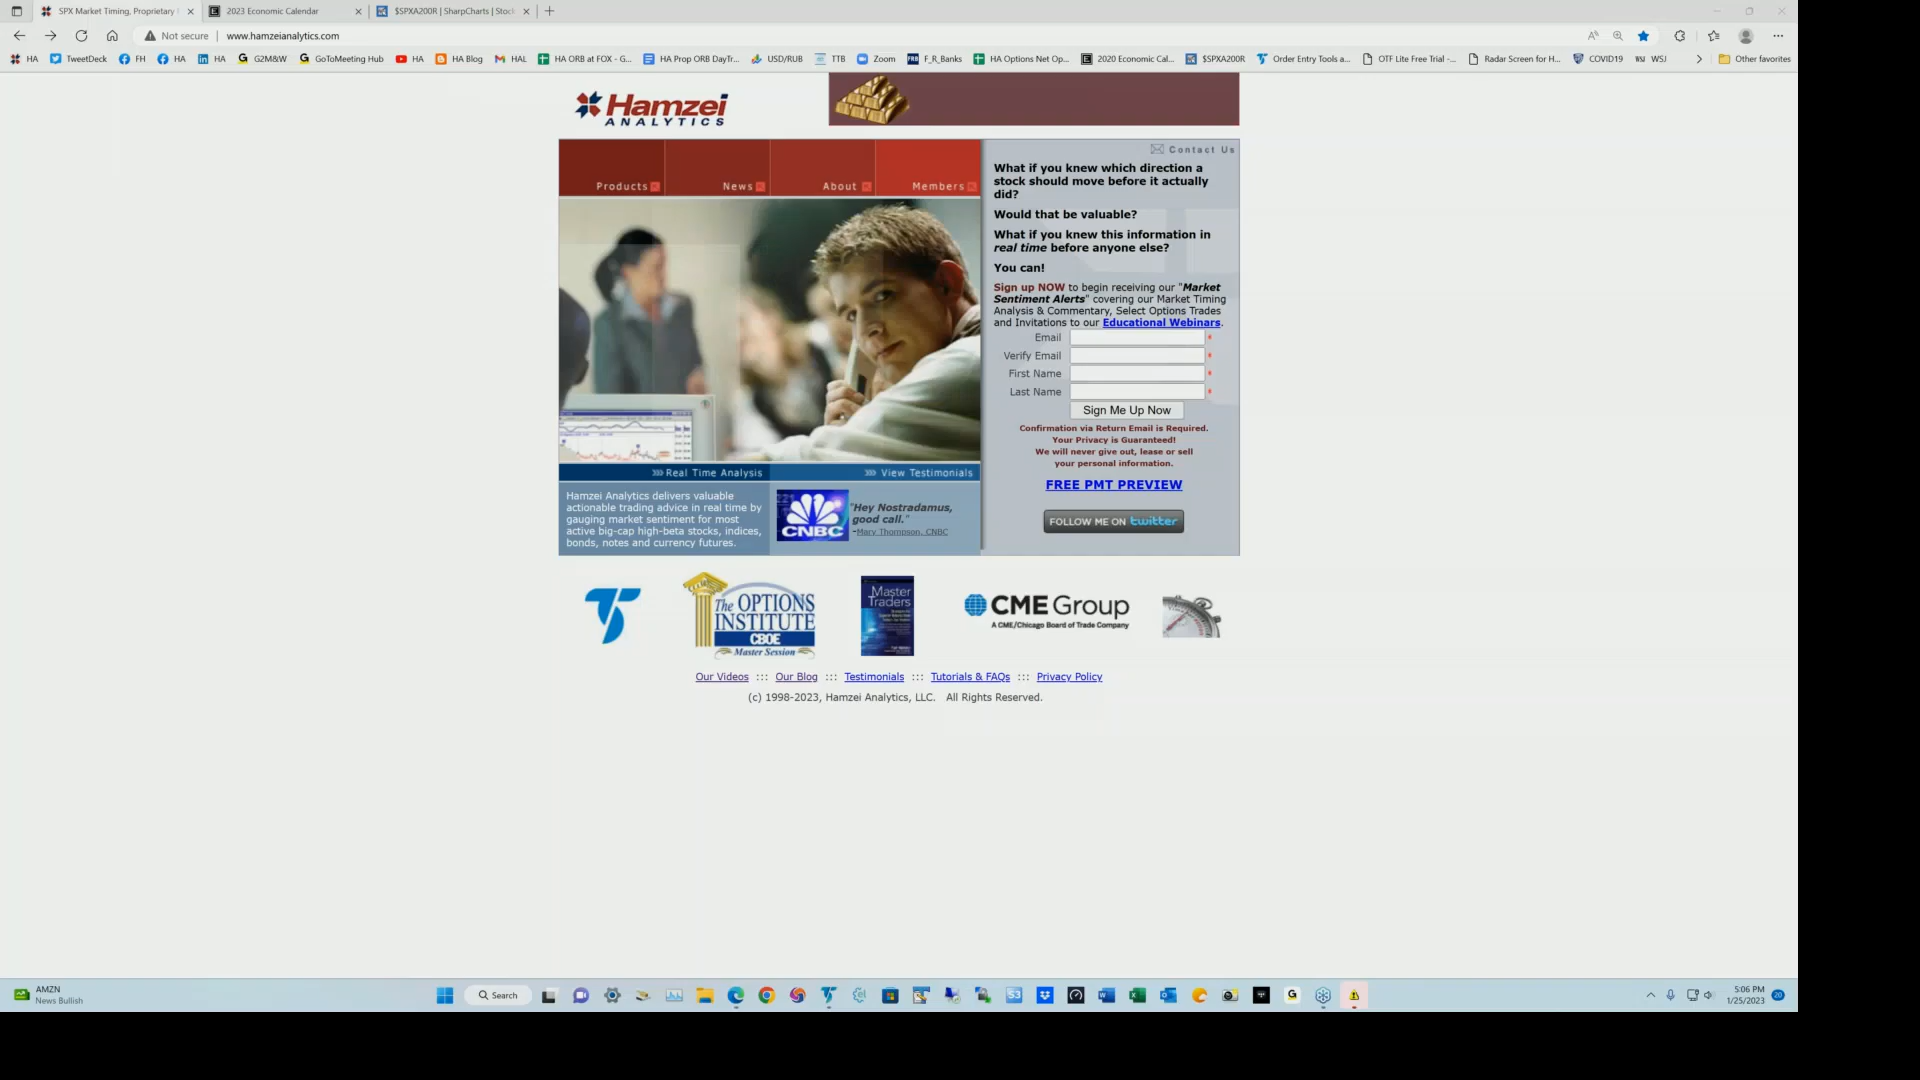 SPX Market Timing, Proprietary
2023 Economic Calendar
$SPXA200R | SharpCharts | Stoc
Not secure
www.hamzeianalytics.com
HA
TweetDeck
FH
HA
HA
G2M&W
GoToMeeting Hub
HA
HA Blog
HAL
HA ORB at FOX - G...
HA Prop ORB DayTr...
USD/RUB
TTB
Zoom
F_R_Banks
HA Options Net Op...
2020 Economic Cal...
$SPXA200R
Order Entry Tools a...
OTF Lite Free Trial -...
Radar Screen for H...
COVID19
WSJ WSJ
Other favorites
Hamzei
ANALYTICS
Contact Us
Products
News
About
Members
What if you knew which direction a
stock should move before it actually
did?
Would that be valuable?
What if you knew this information in
real time before anyone else?
You can!
Sign up NOW to begin receiving our "Market
Sentiment Alerts" covering our Market Timing
Analysis & Commentary, Select Options Trades
and Invitations to our Educational Webinars.
Email *
Verify Email *
First Name *
Last Name *
Sign Me Up Now
Confirmation via Return Email is Required.
Your Privacy is Guaranteed!
We will never give out, lease or sell
your personal information.
FREE PMT PREVIEW
FOLLOW ME ON twitter
Real Time Analysis
View Testimonials
Hamzei Analytics delivers valuable
actionable trading advice in real time by
gauging market sentiment for most
active big-cap high-beta stocks, indices,
bonds, notes and currency futures.
221
CNBC
"Hey Nostradamus,
good call."
-Mary Thompson, CNBC
The OPTIONS
INSTITUTE
CBOE
Master Session
Master
Traders
CME Group
A CME/Chicago Board of Trade Company
Our Videos ::: Our Blog ::: Testimonials ::: Tutorials & FAQs ::: Privacy Policy
(c) 1998-2023, Hamzei Analytics, LLC. All Rights Reserved.
AMZN
News Bullish
Search
5:06 PM
1/25/2023
20